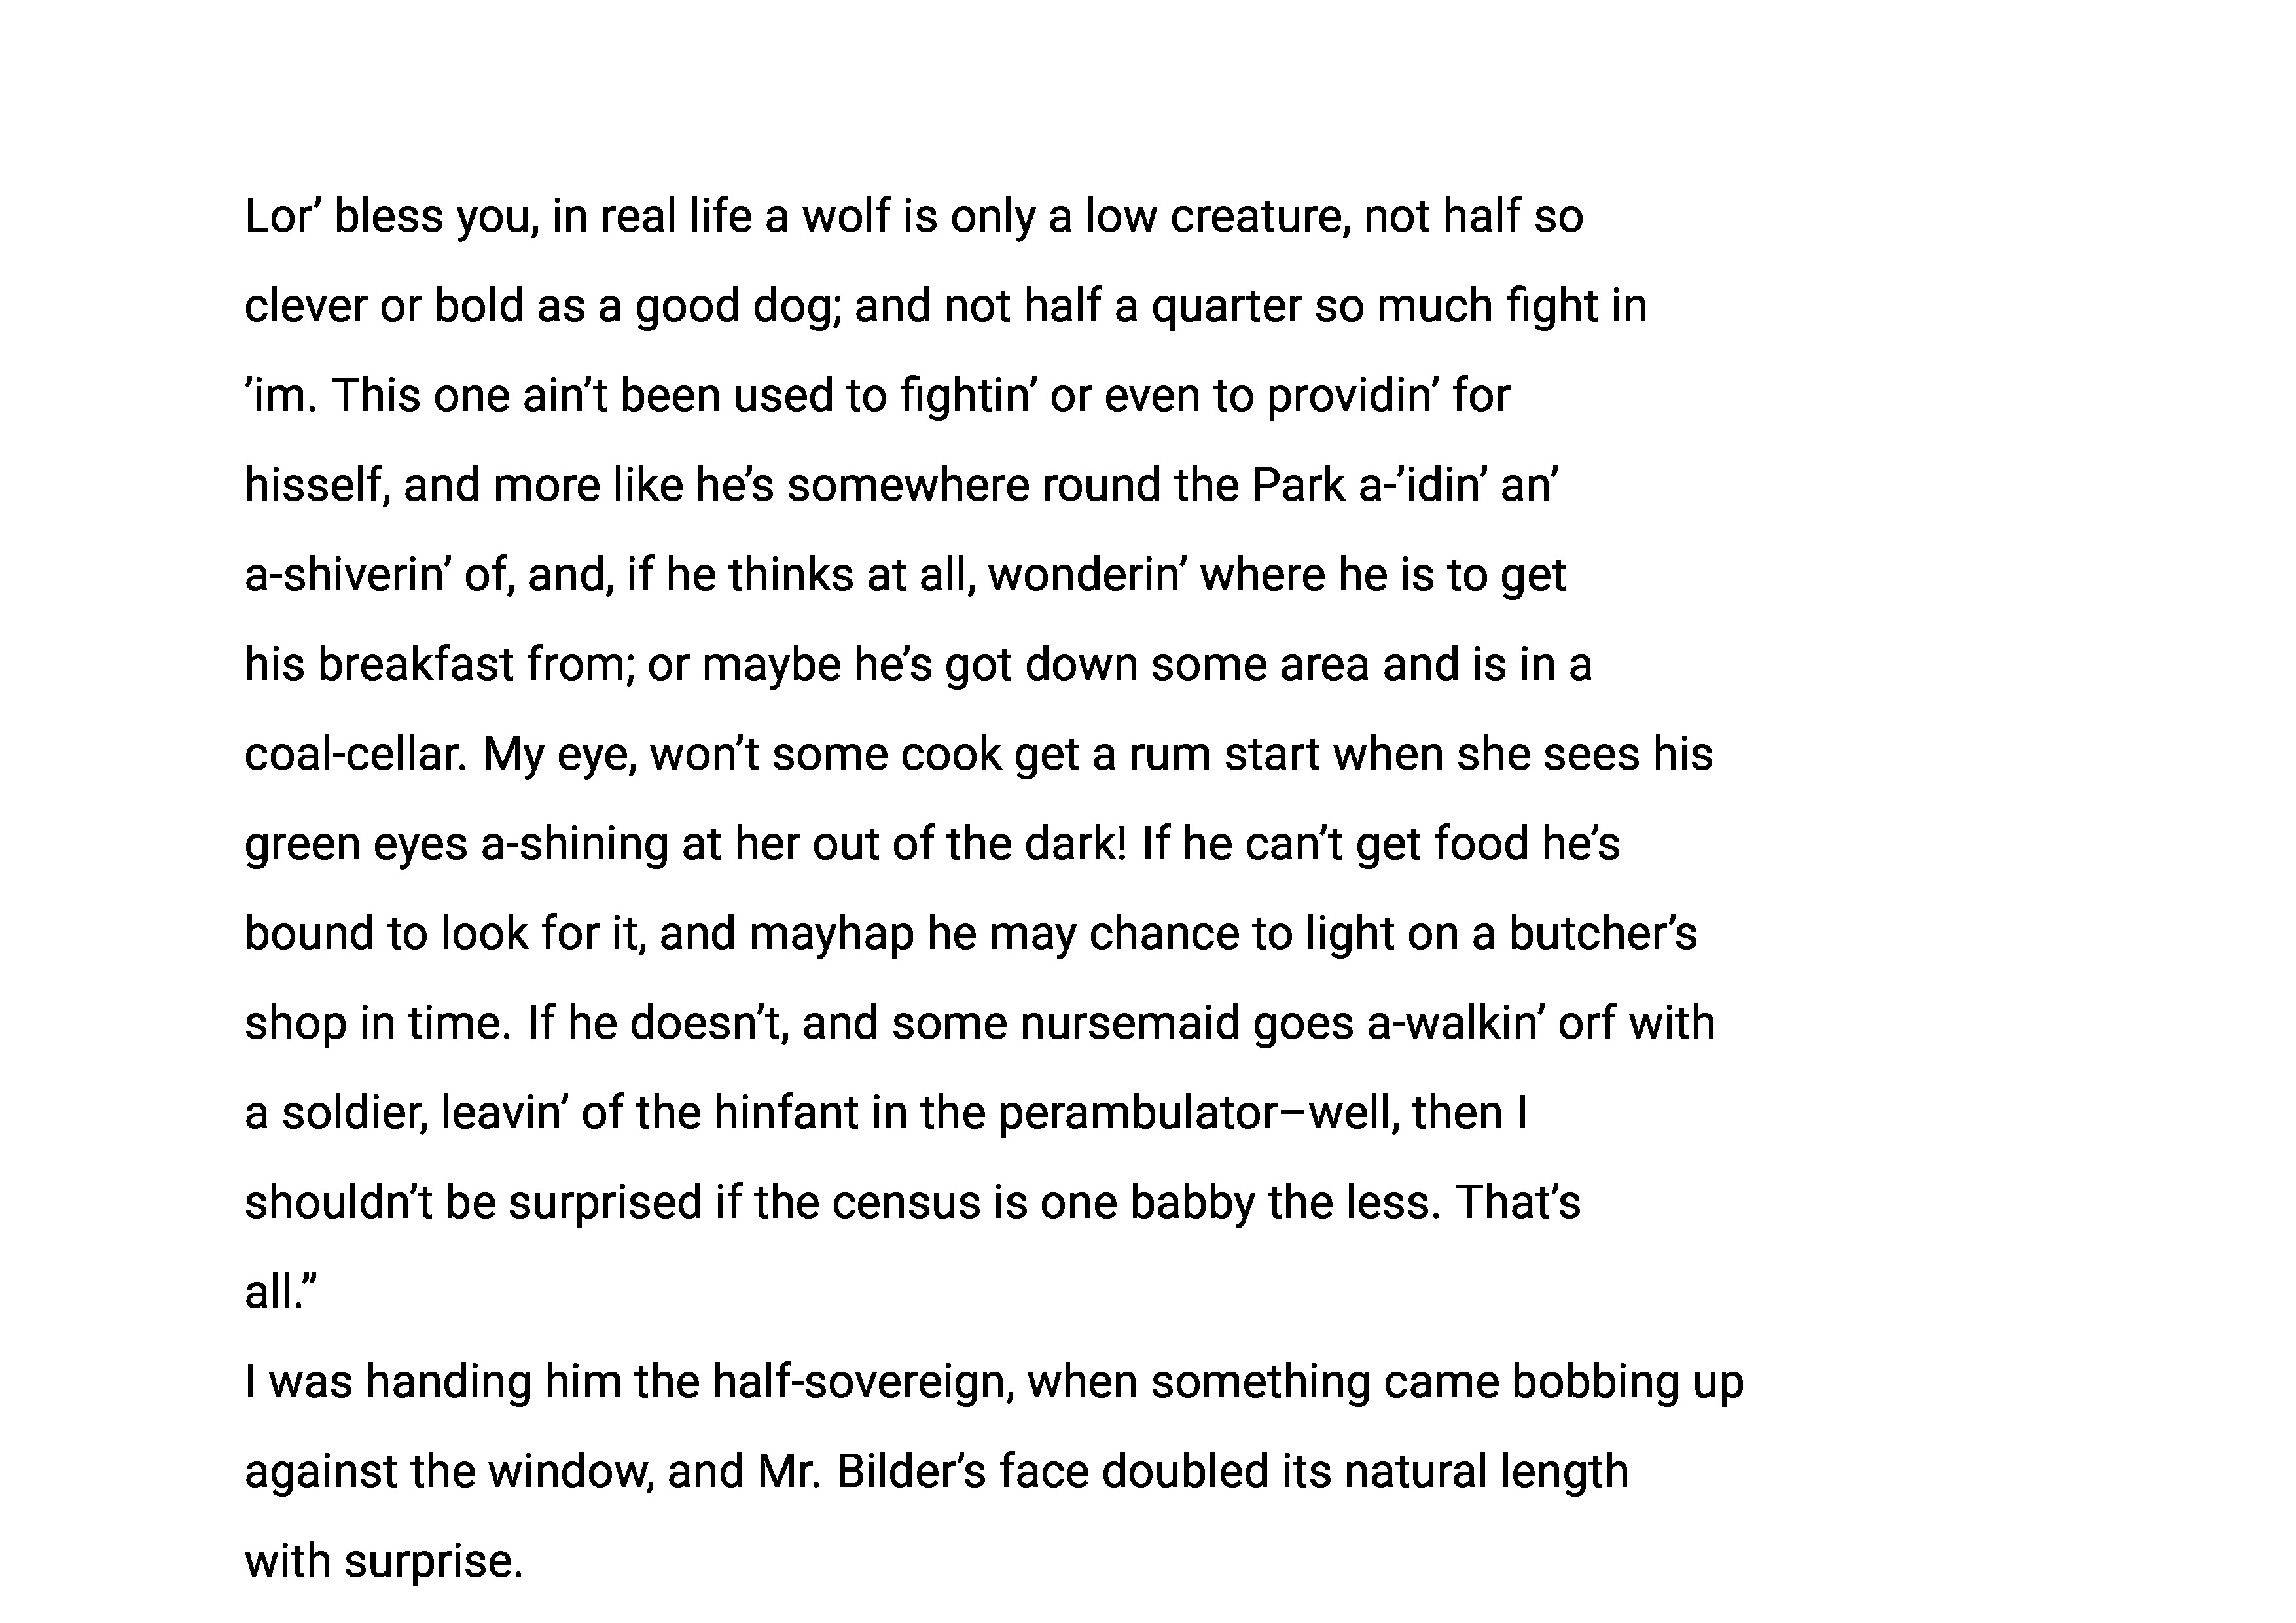 Lor’ bless you, in real life a wolf is only a low creature, not half so
clever or bold as a good dog; and not half a quarter so much fight in
’im. This one ain’t been used to fightin’ or even to providin’ for
hisself, and more like he’s somewhere round the Park a-’idin’ an’
a-shiverin’ of, and, if he thinks at all, wonderin’ where he is to get
his breakfast from; or maybe he’s got down some area and is in a
coal-cellar. My eye, won’t some cook get a rum start when she sees his
green eyes a-shining at her out of the dark! If he can’t get food he’s
bound to look for it, and mayhap he may chance to light on a butcher’s
shop in time. If he doesn’t, and some nursemaid goes a-walkin’ orf with
a soldier, leavin’ of the hinfant in the perambulator–well, then I
shouldn’t be surprised if the census is one babby the less. That’s
all.”
I was handing him the half-sovereign, when something came bobbing up
against the window, and Mr. Bilder’s face doubled its natural length
with surprise.